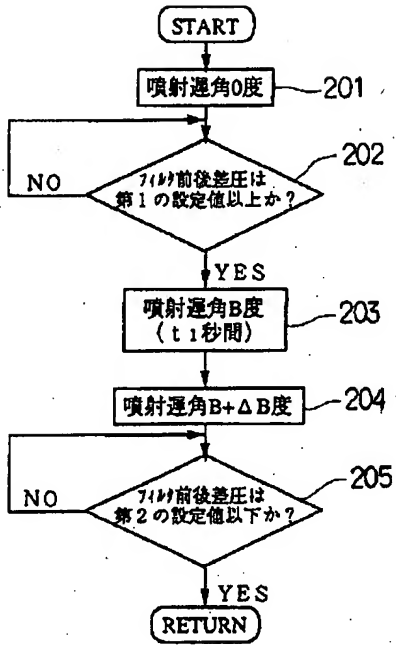 START
噴射遅角0度
201
フィルタ前後差圧は
第1の設定値以上か?
202
NO
YES
噴射遅角B度
(t1秒間)
203
噴射遅角B+ΔB度
204
フィルタ前後差圧は
第2の設定値以下か?
205
NO
YES
RETURN